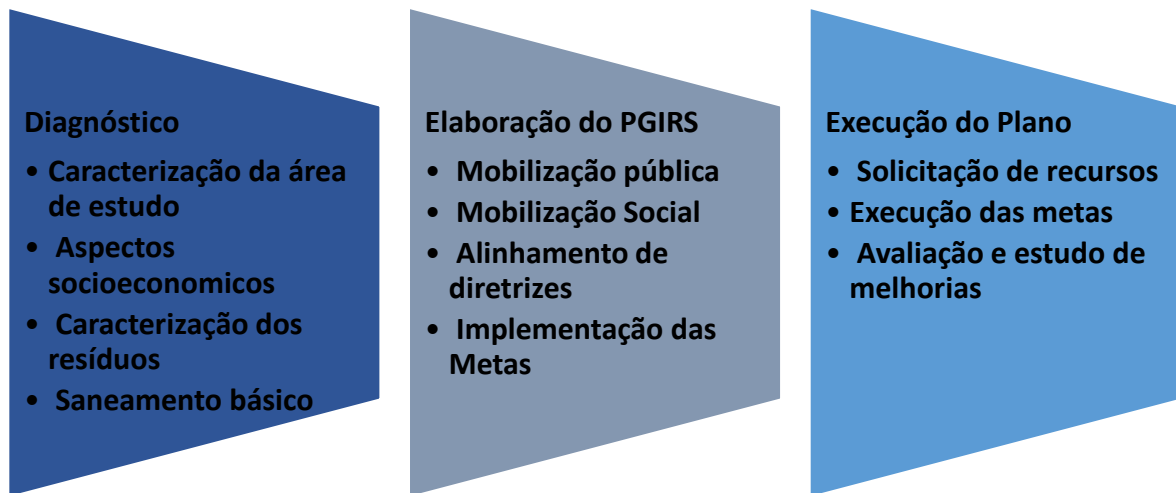 Diagnóstico
• Caracterização da área
de estudo
• Aspectos
socioeconomicos
• Caracterização dos
resíduos
• Saneamento básico
Elaboração do PGIRS
• Mobilização pública
• Mobilização Social
• Alinhamento de
diretrizes
• Implementação das
Metas
Execução do Plano
• Solicitação de recursos
• Execução das metas
• Avaliação e estudo de
melhorias